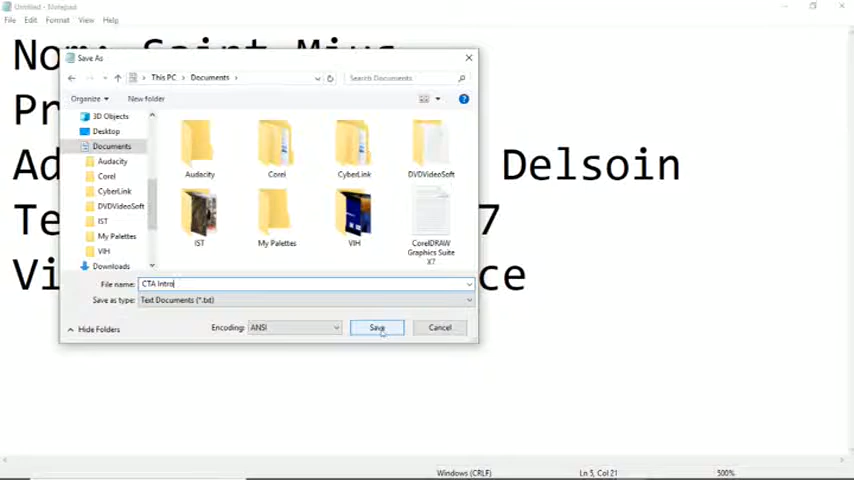 Untitled - Notepad
File Edit Format View Help
Nom: Saint Mius
Save As
This PC Documents
Search Documents
Organize New folder
3D Objects
Desktop
Documents
Audacity
Corel
CyberLink
DVDVideoSoft
IST
My Palettes
VIH
Downloads
Audacity Corel CyberLink DVDVideoSoft
IST My Palettes VIH CorelDRAW
Graphics Suite
X7
Pr
Ad Delsoin
Te 7
Vi ce
File name: CTA Intro
Save as type: Text Documents (*.txt)
Hide Folders Encoding: ANSI Save Cancel
Windows (CRLF) Ln 5, Col 21 500%